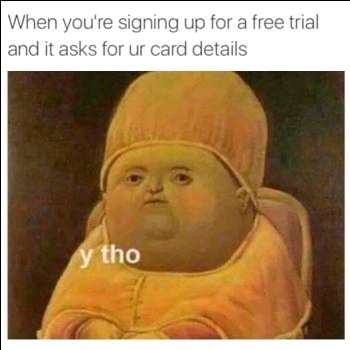 When you're signing up for a free trial
and it asks for ur card details
y tho